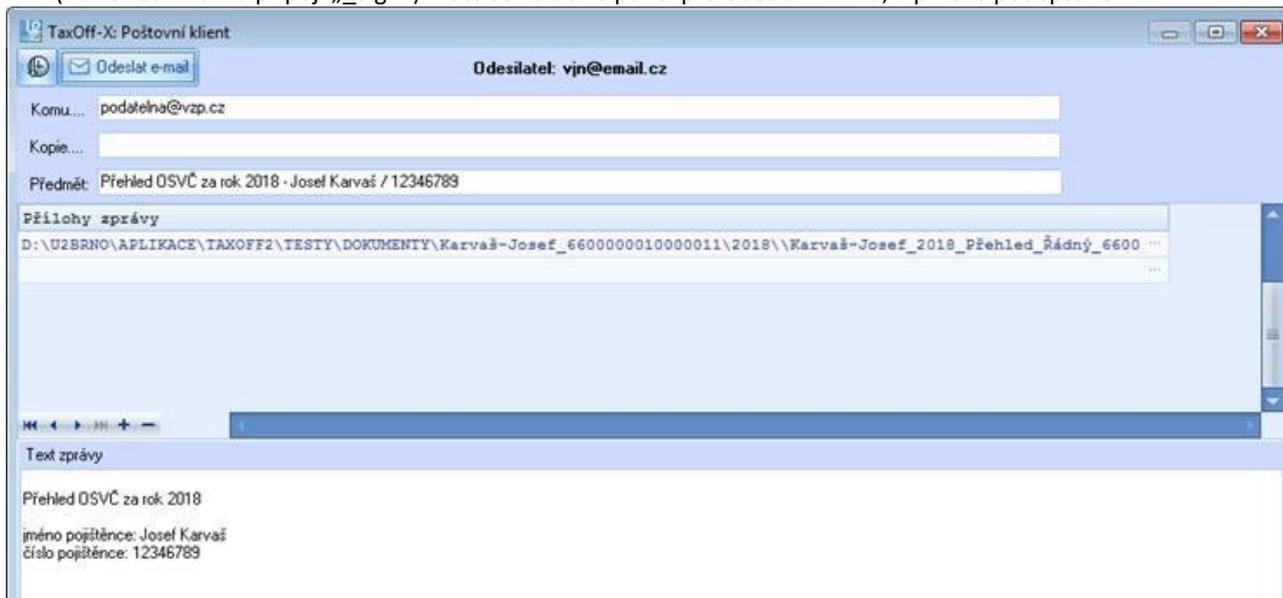 TaxOff-X: Poštovní klient
Odeslat e-mail
Odesilatel: vjn@email.cz
Komu.... podatelna@vzp.cz
Kopie....
Předmět: Přehled OSVČ za rok 2018 - Josef Karvaš / 12346789
Přílohy zprávy
D:\U2BRNO\APLIKACE\TAXOFF2\TESTY\DOKUMENTY\Karvaš-Josef_6600000010000011\2018\\Karvaš-Josef_2018_Přehled_Řádný_6600 ...
...
Text zprávy
Přehled OSVČ za rok 2018
jméno pojištěnce: Josef Karvaš
číslo pojištěnce: 12346789